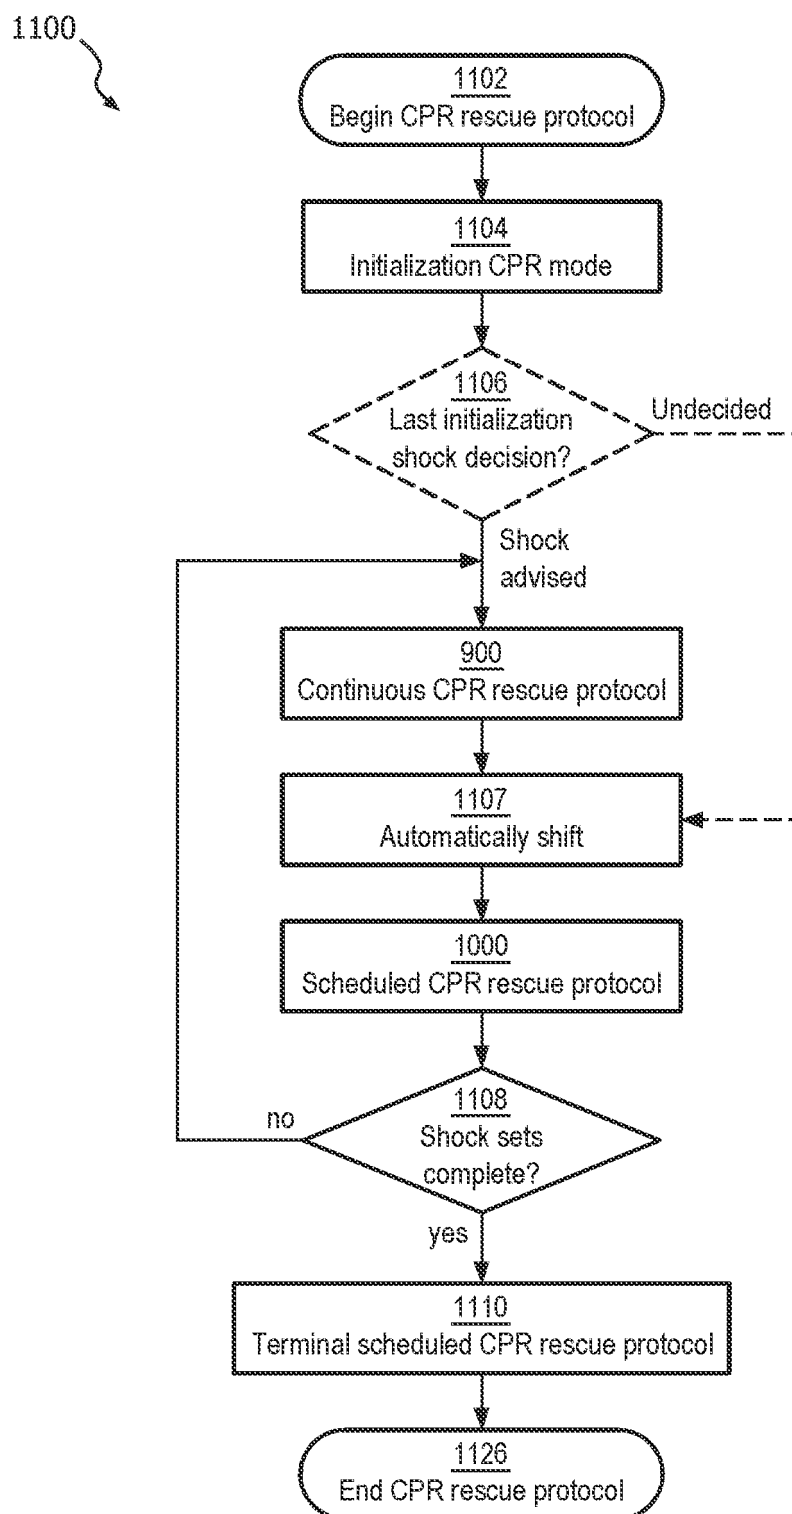 1100
1102
Begin CPR rescue protocol
1104
Initialization CPR mode
1106
Last initialization
shock decision?
Undecided
Shock
advised
900
Continuous CPR rescue protocol
1107
Automatically shift
1000
Scheduled CPR rescue protocol
1108
Shock sets
complete?
no
yes
1110
Terminal scheduled CPR rescue protocol
1126
End CPR rescue protocol